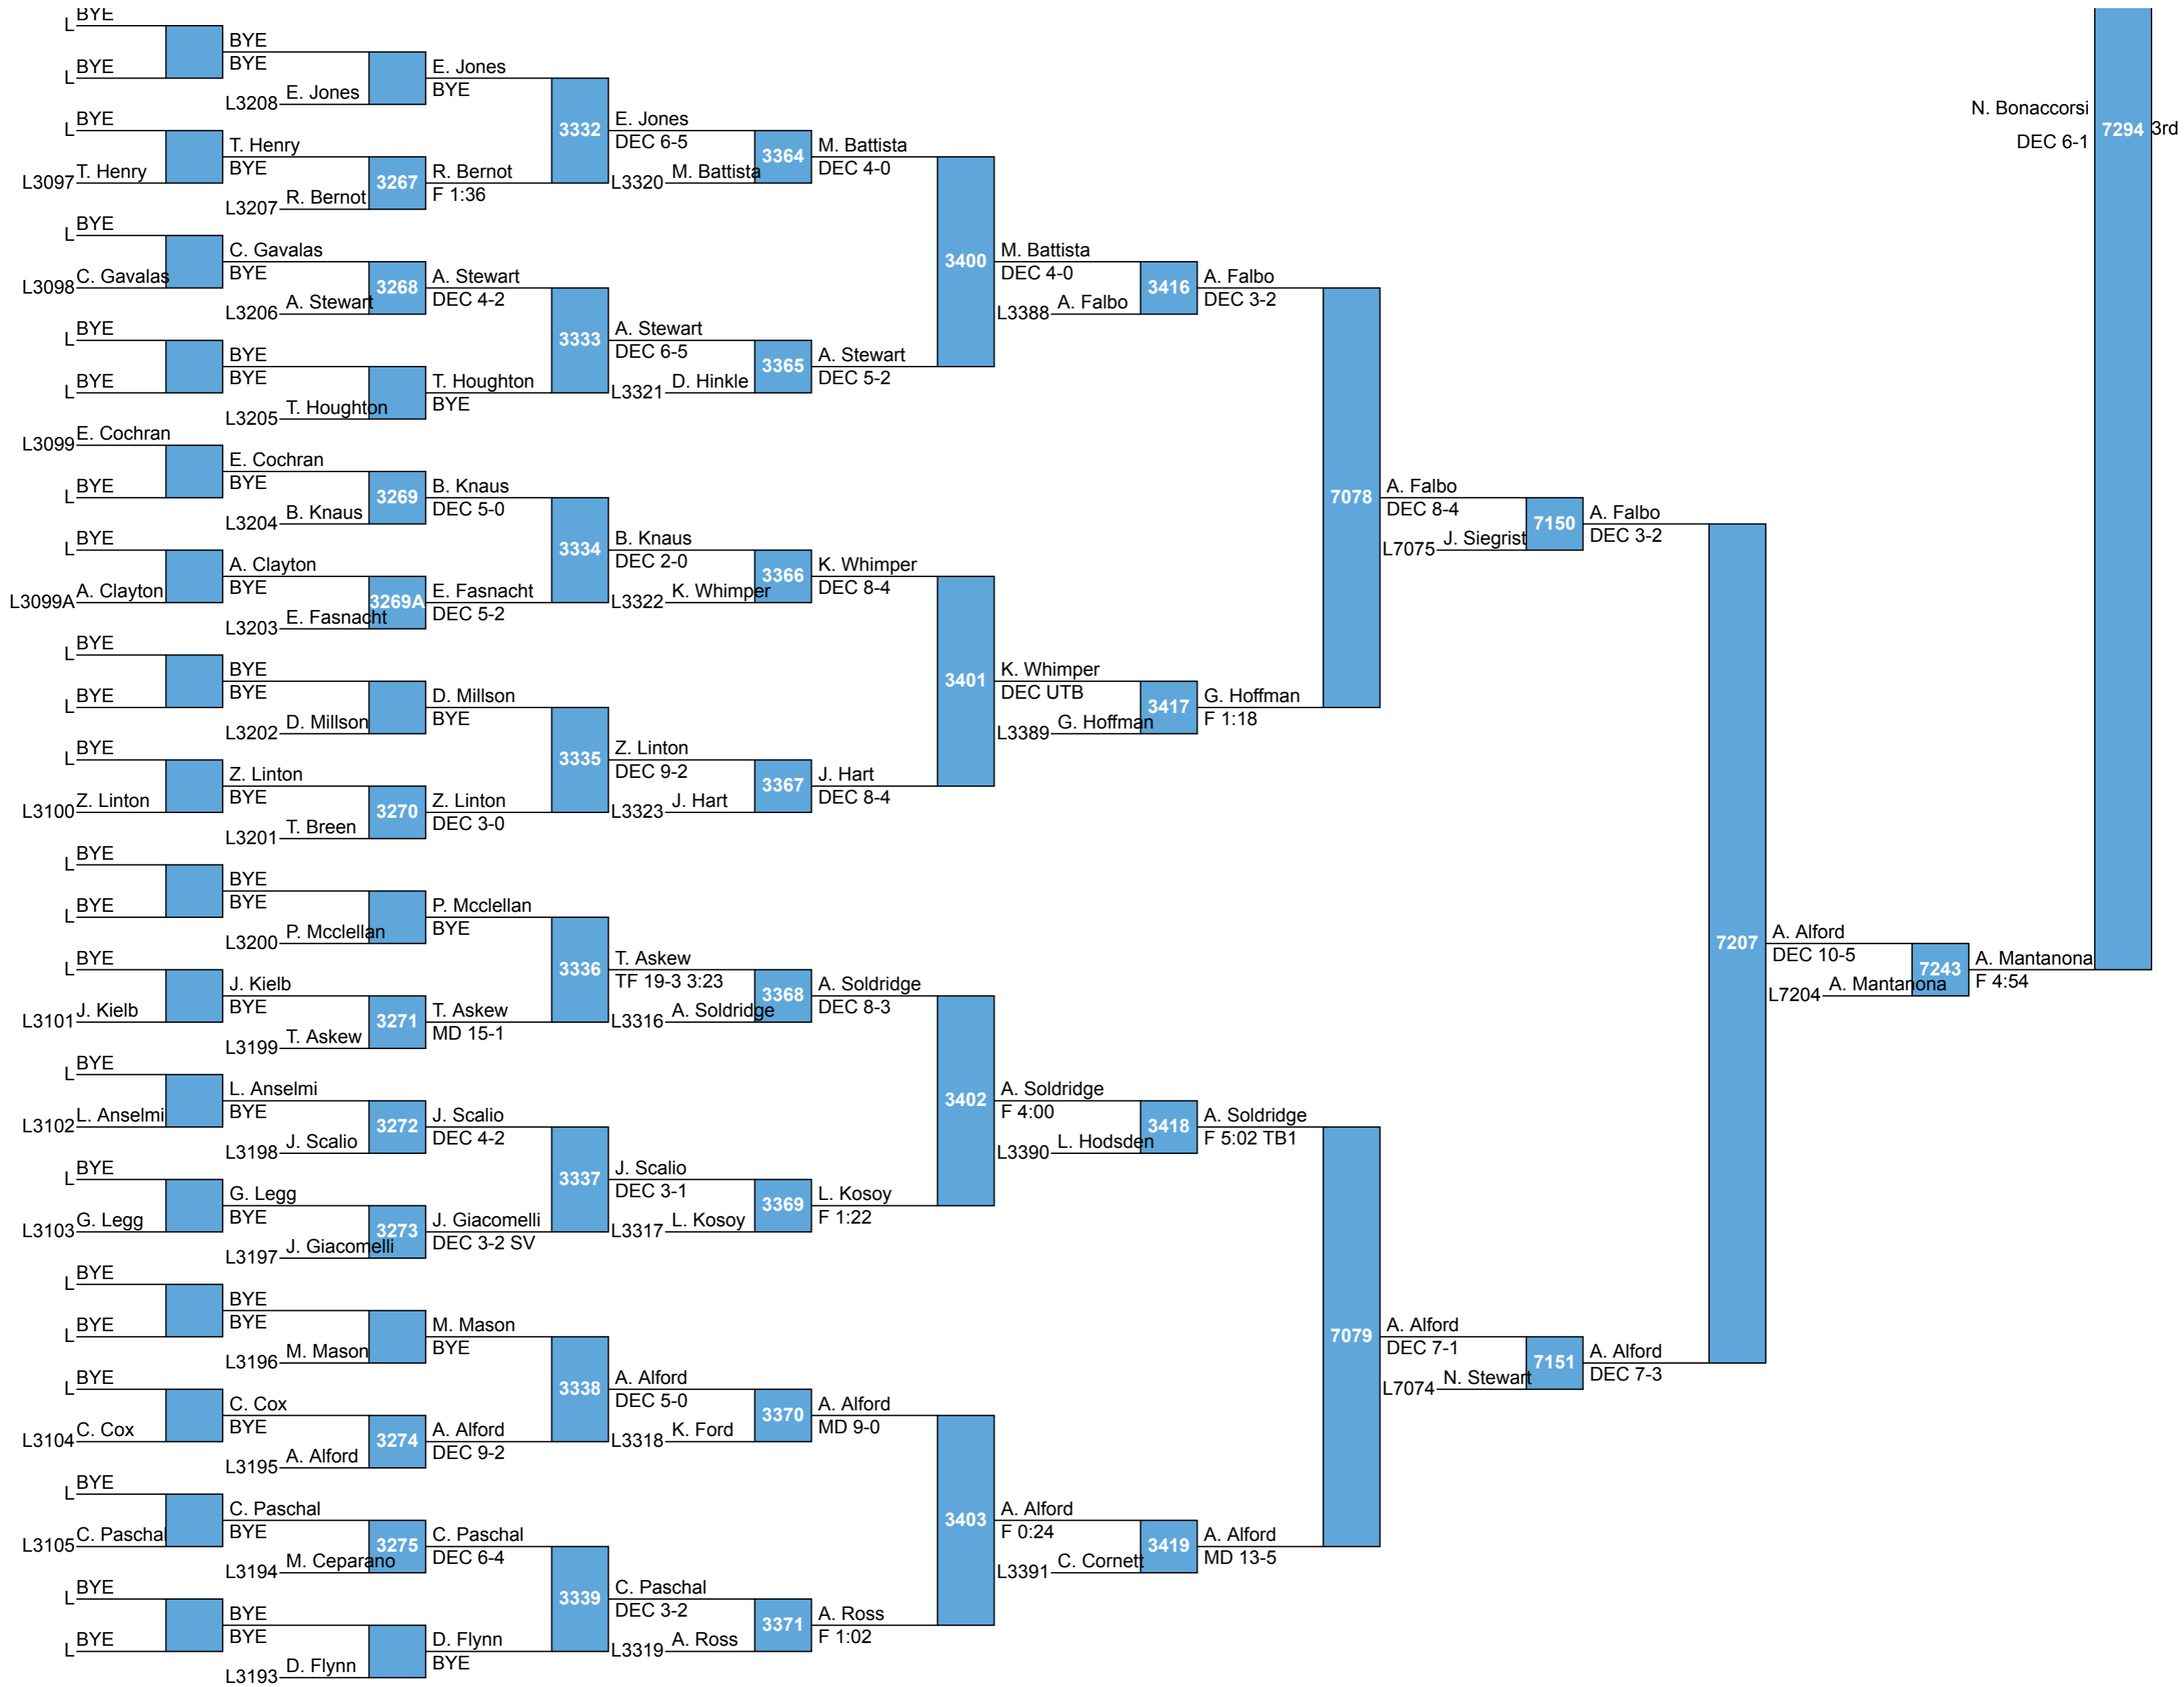 BYE
L
BYE
BYE
L
BYE
E. Jones
BYE
L3208
E. Jones
BYE
L
3332
E. Jones
DEC 6-5
T. Henry
L3097
T. Henry
BYE
3267
R. Bernot
F 1:36
L3207
R. Bernot
L3320
M. Battista
3364
M. Battista
DEC 4-0
N. Bonaccorsi
DEC 6-1
7294
3rd
BYE
L
C. Gavalas
L3098
C. Gavalas
BYE
3268
A. Stewart
DEC 4-2
L3206
A. Stewart
3400
M. Battista
DEC 4-0
L3388
A. Falbo
3416
A. Falbo
DEC 3-2
BYE
L
BYE
L
BYE
BYE
L3205
T. Houghton
T. Houghton
BYE
3333
A. Stewart
DEC 6-5
L3321
D. Hinkle
3365
A. Stewart
DEC 5-2
E. Cochran
L3099
BYE
L
E. Cochran
BYE
L3204
B. Knaus
3269
B. Knaus
DEC 5-0
7078
A. Falbo
DEC 8-4
L7075
J. Siegrist
7150
A. Falbo
DEC 3-2
BYE
L
A. Clayton
L3099A
A. Clayton
BYE
L3203
E. Fasnacht
3269A
E. Fasnacht
DEC 5-2
3334
B. Knaus
DEC 2-0
L3322
K. Whimper
3366
K. Whimper
DEC 8-4
BYE
L
BYE
L
BYE
BYE
L3202
D. Millson
D. Millson
BYE
3401
K. Whimper
DEC UTB
L3389
G. Hoffman
3417
G. Hoffman
F 1:18
BYE
L
Z. Linton
L3100
Z. Linton
BYE
L3201
T. Breen
3270
Z. Linton
DEC 3-0
3335
Z. Linton
DEC 9-2
L3323
J. Hart
3367
J. Hart
DEC 8-4
BYE
L
BYE
L
BYE
BYE
L3200
P. Mcclellan
P. Mcclellan
BYE
7207
A. Alford
DEC 10-5
L7204
A. Mantanona
7243
A. Mantanona
F 4:54
BYE
L
J. Kielb
L3101
J. Kielb
BYE
L3199
T. Askew
3271
T. Askew
MD 15-1
3336
T. Askew
TF 19-3 3:23
L3316
A. Soldridge
3368
A. Soldridge
DEC 8-3
BYE
L
L. Anselmi
L3102
L. Anselmi
BYE
L3198
J. Scalio
3272
J. Scalio
DEC 4-2
3402
A. Soldridge
F 4:00
L3390
L. Hodsden
3418
A. Soldridge
F 5:02 TB1
BYE
L
G. Legg
L3103
G. Legg
BYE
L3197
J. Giacomelli
3273
J. Giacomelli
DEC 3-2 SV
3337
J. Scalio
DEC 3-1
L3317
L. Kosoy
3369
L. Kosoy
F 1:22
BYE
L
BYE
L
BYE
BYE
L3196
M. Mason
M. Mason
BYE
7079
A. Alford
DEC 7-1
L7074
N. Stewart
7151
A. Alford
DEC 7-3
BYE
L
C. Cox
L3104
C. Cox
BYE
L3195
A. Alford
3274
A. Alford
DEC 9-2
3338
A. Alford
DEC 5-0
L3318
K. Ford
3370
A. Alford
MD 9-0
BYE
L
C. Paschal
L3105
C. Paschal
BYE
L3194
M. Ceparano
3275
C. Paschal
DEC 6-4
3403
A. Alford
F 0:24
L3391
C. Cornett
3419
A. Alford
MD 13-5
BYE
L
BYE
L
BYE
BYE
L3193
D. Flynn
D. Flynn
BYE
3339
C. Paschal
DEC 3-2
L3319
A. Ross
3371
A. Ross
F 1:02